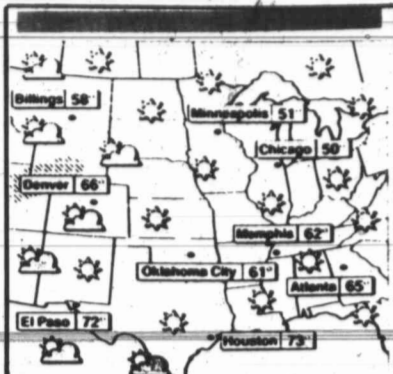 Billings 58°
Minneapolis 51
Chicago 50°
Denver 66°
Memphis 62°
Oklahoma City 61°
Atlanta 65°
El Paso 72°
Houston 73°